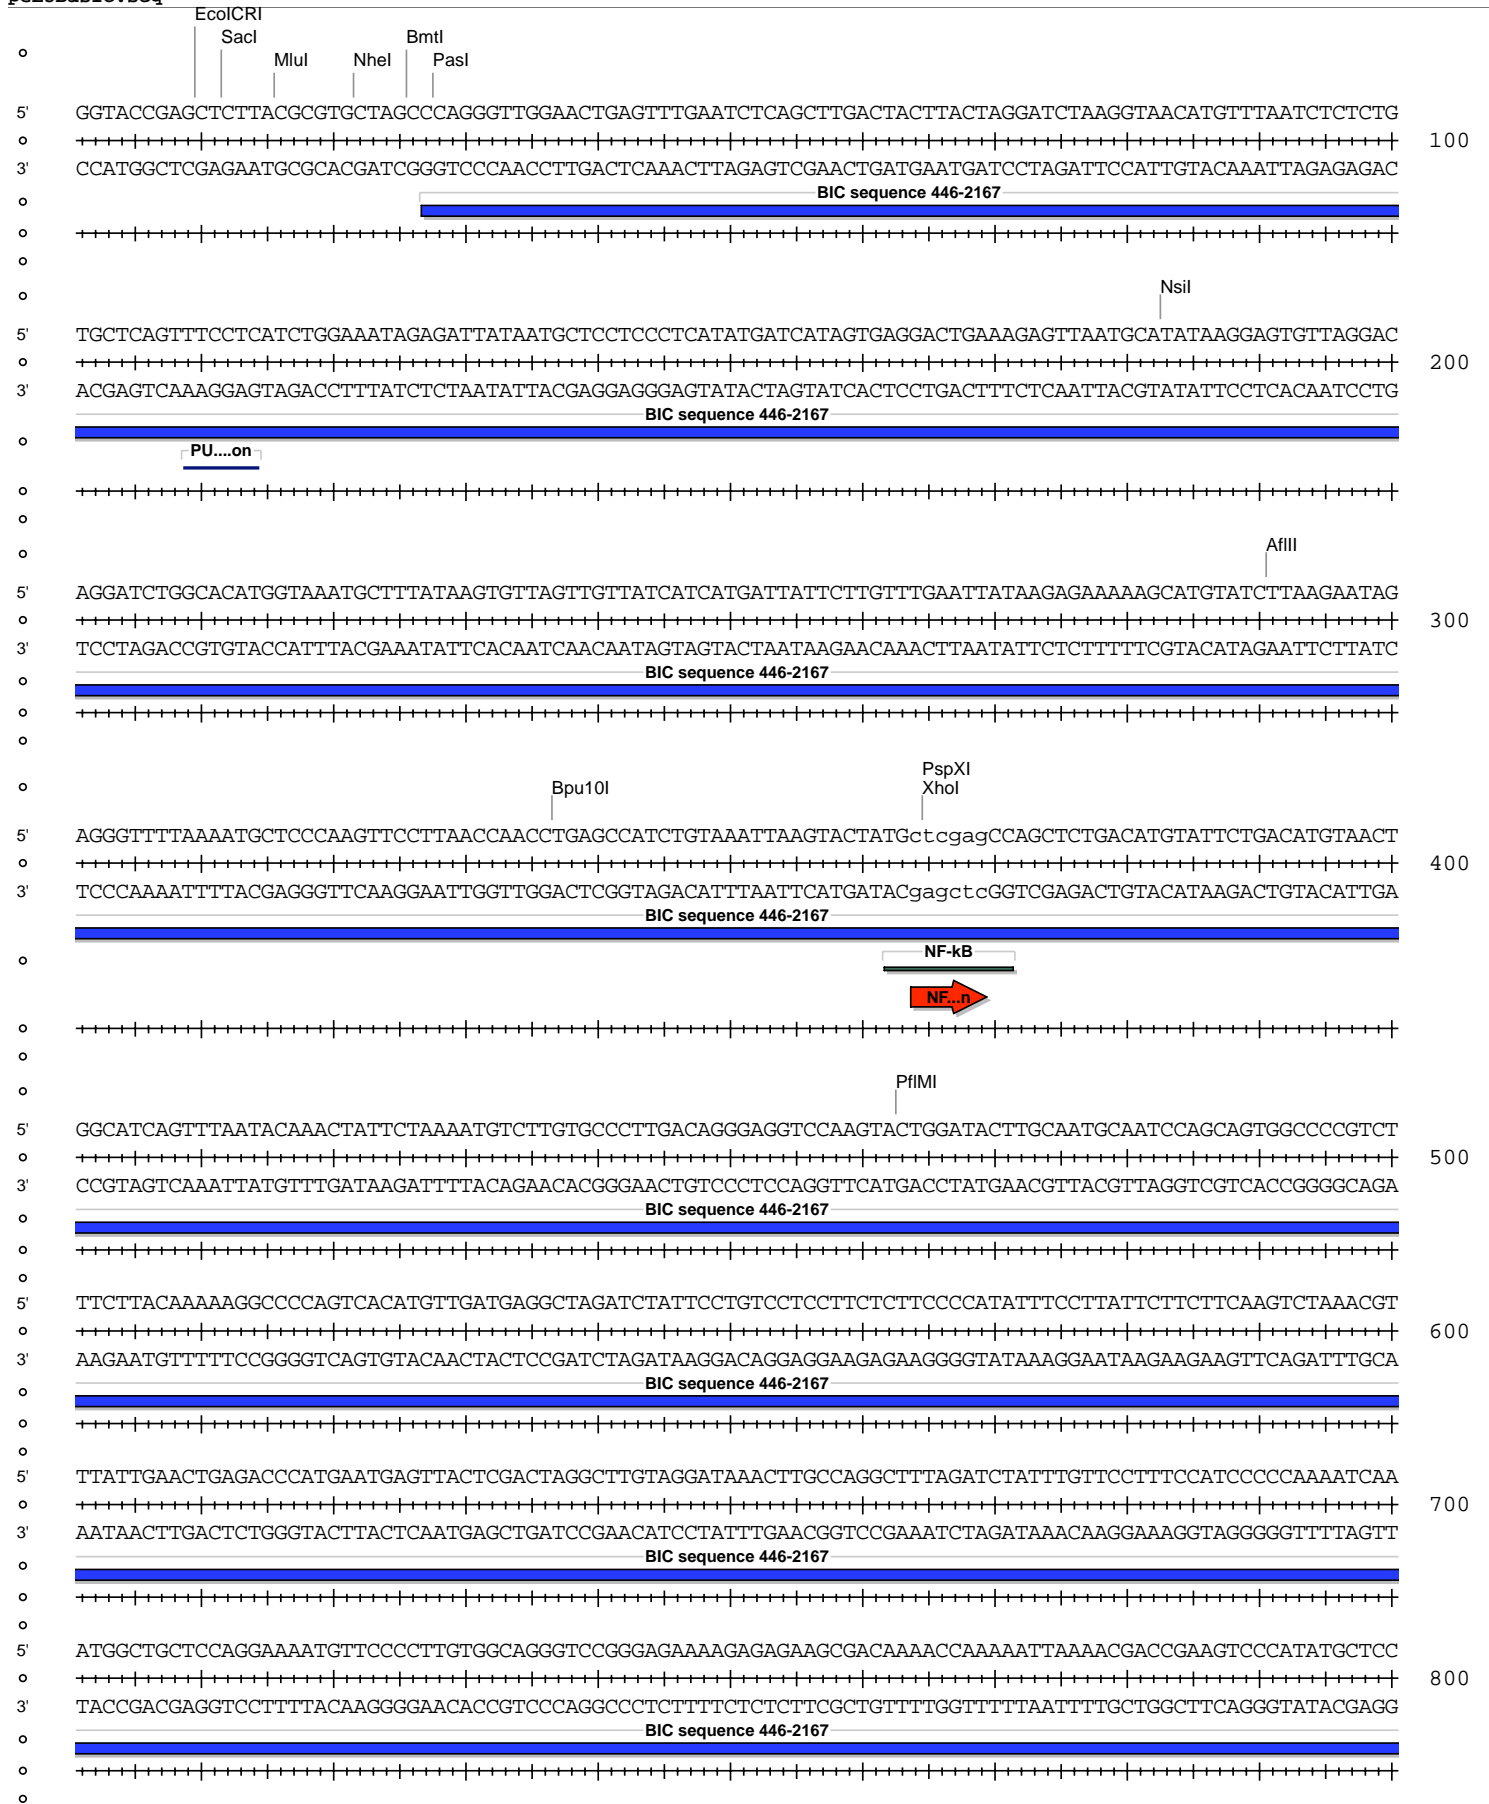 EcoICRI
SacI BmtI
MluI NheI PasI
5' GGTACCGAGCTCTTACGCGTGCTAGCCCAGGGTTGGAACTGAGTTTGAATCTCAGCTTGACTACTTACTAGGATCTAAGGTAACATGTTTAATCTCTCTG
100
3' CCATGGCTCGAGAATGCGCACGATCGGGTCCCAACCTTGACTCAAACTTAGAGTCGAACTGATGAATGATCCTAGATTCCATTGTACAAATTAGAGAGAC
BIC sequence 446-2167
NsiI
5' TGCTCAGTTTCCTCATCTGGAAATAGAGATTATAATGCTCCTCCCTCATATGATCATAGTGAGGACTGAAAGAGTTAATGCATATAAGGAGTGTTAGGAC
200
3' ACGAGTCAAAGGAGTAGACCTTTATCTCTAATATTACGAGGAGGGAGTATACTAGTATCACTCCTGACTTTCTCAATTACGTATATTCCTCACAATCCTG
BIC sequence 446-2167
PU....on
AflII
5' AGGATCTGGCACATGGTAAATGCTTTATAAGTGTTAGTTGTTATCATCATGATTATTCTTGTTTGAATTATAAGAGAAAAAGCATGTATCTTAAGAATAG
300
3' TCCTAGACCGTGTACCATTTACGAAATATTCACAATCAACAATAGTAGTACTAATAAGAACAAACTTAATATTCTCTTTTTCGTACATAGAATTCTTATC
BIC sequence 446-2167
PspXI
Bpu10I XhoI
5' AGGGTTTTAAAATGCTCCCAAGTTCCTTAACCAACCTGAGCCATCTGTAAATTAAGTACTATGctcgagCCAGCTCTGACATGTATTCTGACATGTAACT
400
3' TCCCAAAATTTTACGAGGGTTCAAGGAATTGGTTGGACTCGGTAGACATTTAATTCATGATACgagctcGGTCGAGACTGTACATAAGACTGTACATTGA
BIC sequence 446-2167
NF-kB
NF...n
PflMI
5' GGCATCAGTTTAATACAAACTATTCTAAAATGTCTTGTGCCCTTGACAGGGAGGTCCAAGTACTGGATACTTGCAATGCAATCCAGCAGTGGCCCCGTCT
500
3' CCGTAGTCAAATTATGTTTGATAAGATTTTACAGAACACGGGAACTGTCCCTCCAGGTTCATGACCTATGAACGTTACGTTAGGTCGTCACCGGGGCAGA
BIC sequence 446-2167
5' TTCTTACAAAAAGGCCCCAGTCACATGTTGATGAGGCTAGATCTATTCCTGTCCTCCTTCTCTTCCCCATATTTCCTTATTCTTCTTCAAGTCTAAACGT
600
3' AAGAATGTTTTTCCGGGGTCAGTGTACAACTACTCCGATCTAGATAAGGACAGGAGGAAGAGAAGGGGTATAAAGGAATAAGAAGAAGTTCAGATTTGCA
BIC sequence 446-2167
5' TTATTGAACTGAGACCCATGAATGAGTTACTCGACTAGGCTTGTAGGATAAACTTGCCAGGCTTTAGATCTATTTGTTCCTTTCCATCCCCCAAAATCAA
700
3' AATAACTTGACTCTGGGTACTTACTCAATGAGCTGATCCGAACATCCTATTTGAACGGTCCGAAATCTAGATAAACAAGGAAAGGTAGGGGGTTTTAGTT
BIC sequence 446-2167
5' ATGGCTGCTCCAGGAAAATGTTCCCCTTGTGGCAGGGTCCGGGAGAAAAGAGAGAAGCGACAAAACCAAAAATTAAAACGACCGAAGTCCCATATGCTCC
800
3' TACCGACGAGGTCCTTTTACAAGGGGAACACCGTCCCAGGCCCTCTTTTCTCTCTTCGCTGTTTTGGTTTTTAATTTTGCTGGCTTCAGGGTATACGAGG
BIC sequence 446-2167